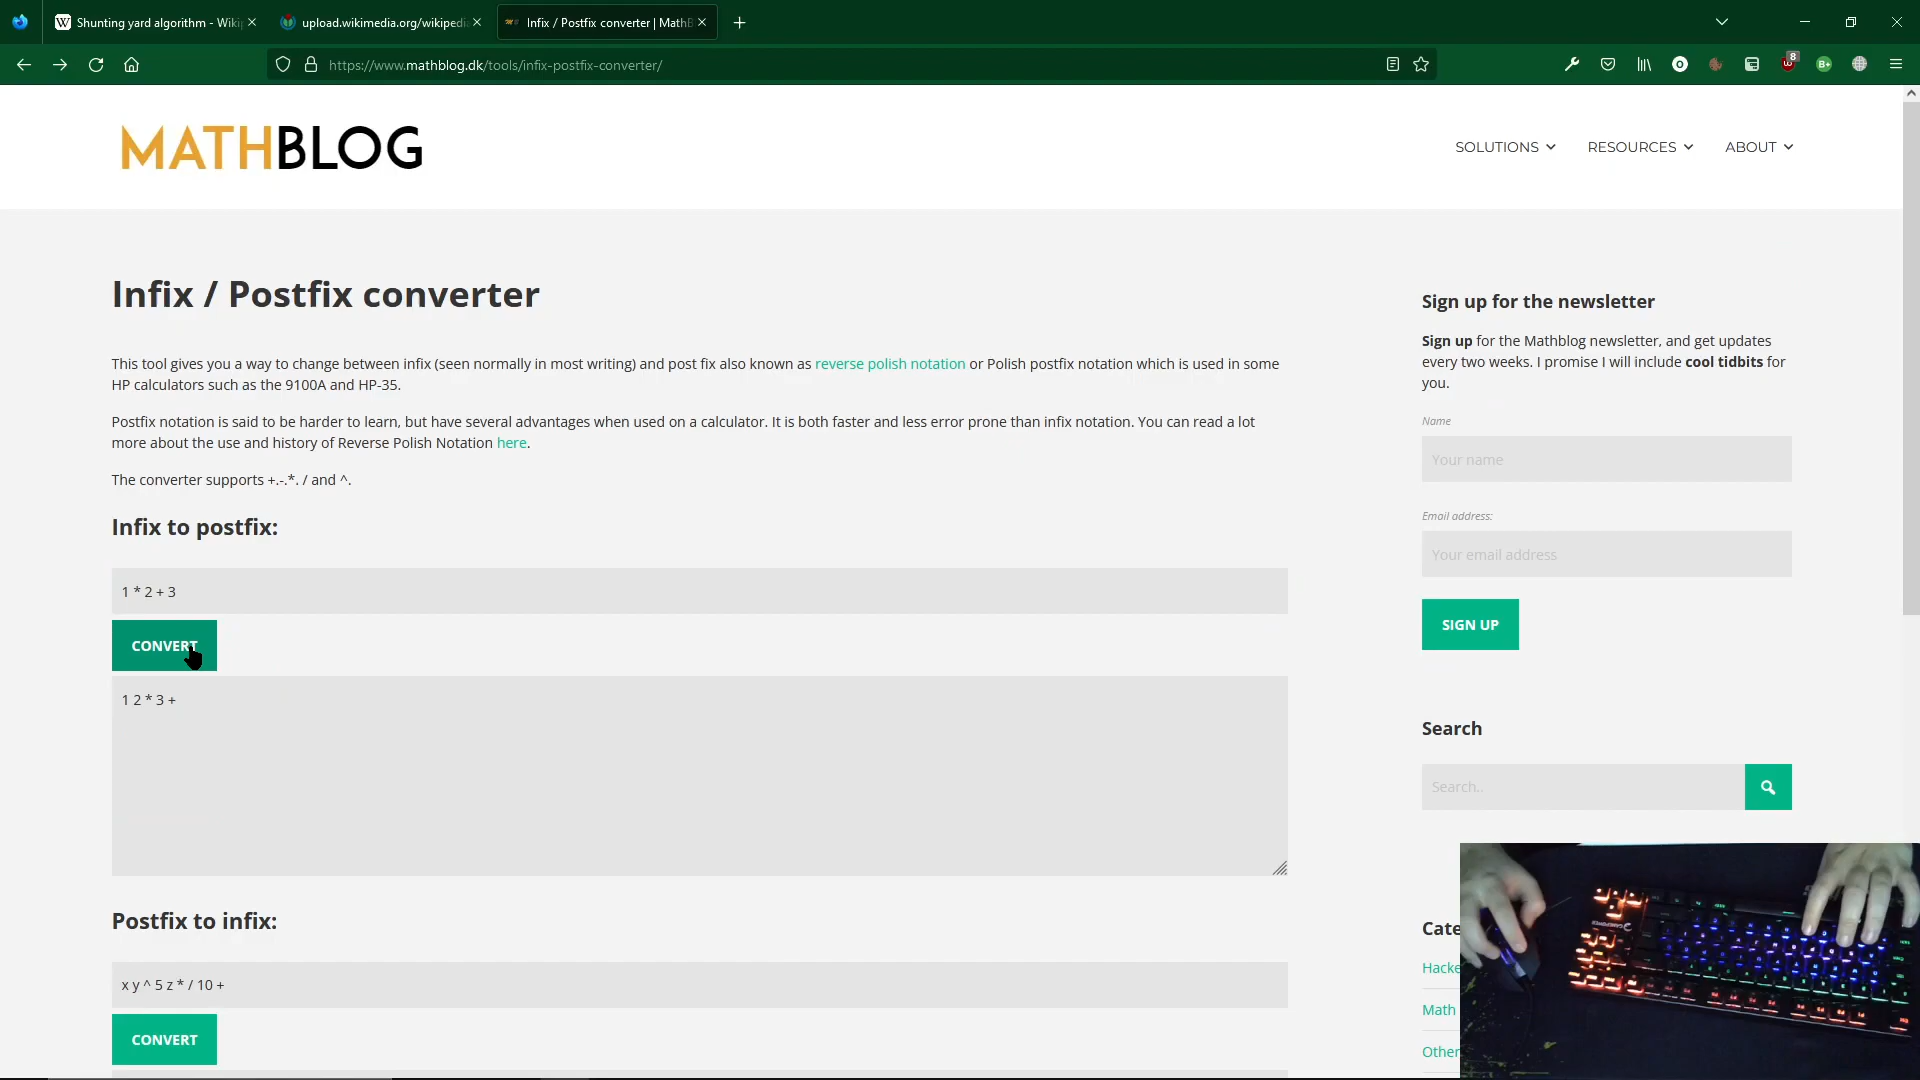 Shunting yard algorithm - Wiki
upload.wikimedia.org/wikipedi
Infix / Postfix converter | MathB
https://www.mathblog.dk/tools/infix-postfix-converter/
8
MATHBLOG
SOLUTIONS
RESOURCES
ABOUT
Infix / Postfix converter
This tool gives you a way to change between infix (seen normally in most writing) and post fix also known as reverse polish notation or Polish postfix notation which is used in some
HP calculators such as the 9100A and HP-35.
Postfix notation is said to be harder to learn, but have several advantages when used on a calculator. It is both faster and less error prone than infix notation. You can read a lot
more about the use and history of Reverse Polish Notation here.
The converter supports +.-.*. / and ^.
Infix to postfix:
1 * 2 + 3
CONVERT
1 2 * 3 +
Postfix to infix:
x y ^ 5 z * / 10 +
CONVERT
Sign up for the newsletter
Sign up for the Mathblog newsletter, and get updates
every two weeks. I promise I will include cool tidbits for
you.
Name
Your name
Email address:
Your email address
SIGN UP
Search
Search..
Cate
Hacke
Math
Other